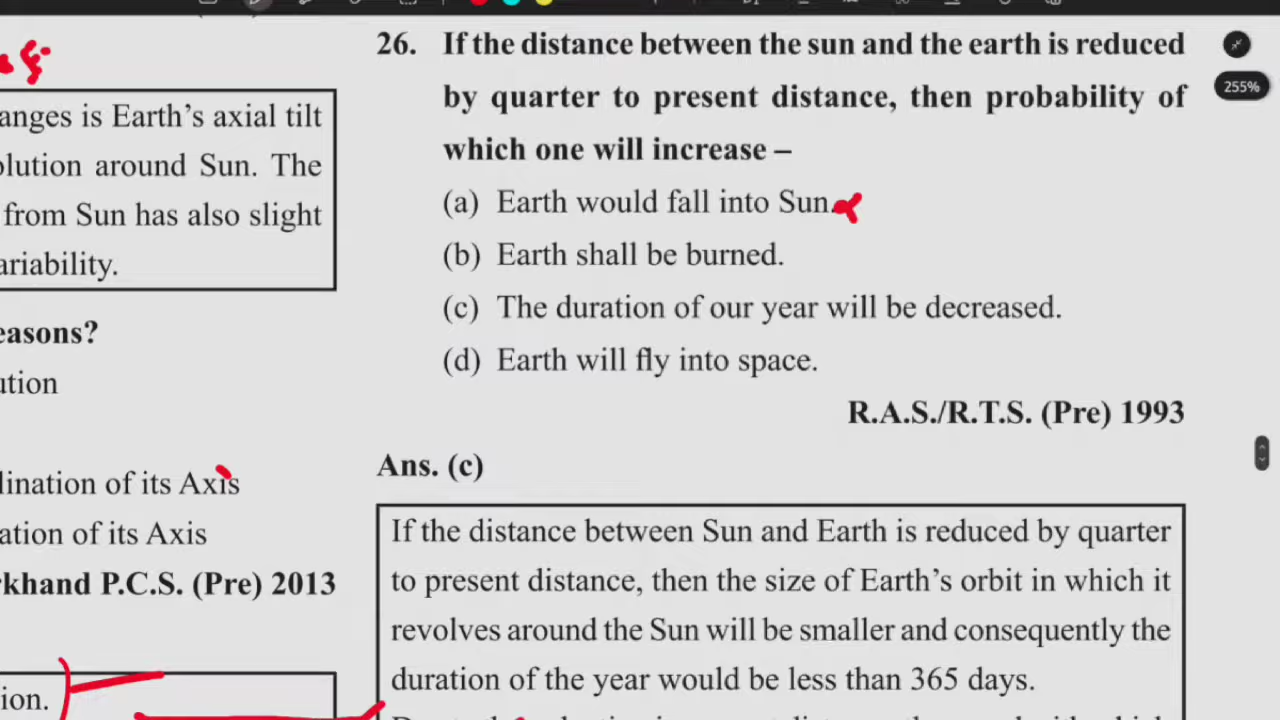 255%
anges is Earth's axial tilt
olution around Sun. The
from Sun has also slight
ariability.
easons?
ution
lination of its Axis
ation of its Axis
rkhand P.C.S. (Pre) 2013
ion.
26. If the distance between the sun and the earth is reduced
by quarter to present distance, then probability of
which one will increase –
(a) Earth would fall into Sun.
(b) Earth shall be burned.
(c) The duration of our year will be decreased.
(d) Earth will fly into space.
R.A.S./R.T.S. (Pre) 1993
Ans. (c)
If the distance between Sun and Earth is reduced by quarter
to present distance, then the size of Earth's orbit in which it
revolves around the Sun will be smaller and consequently the
duration of the year would be less than 365 days.